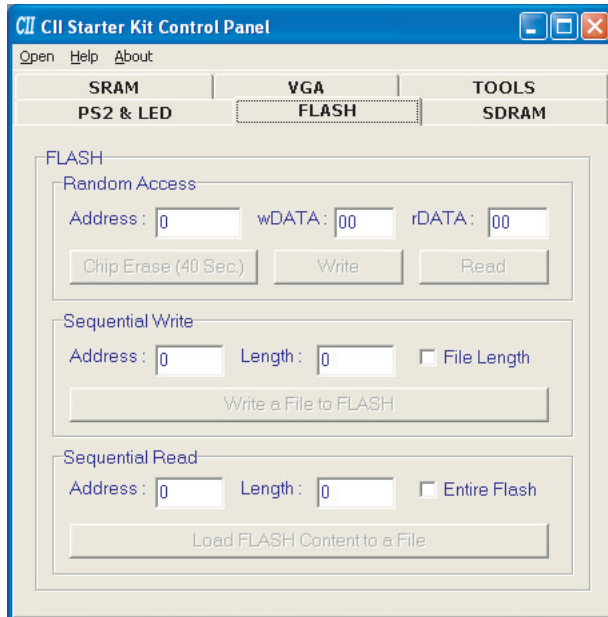 CII CII Starter Kit Control Panel
Open Help About
SRAM VGA TOOLS
PS2 & LED FLASH SDRAM
FLASH
Random Access
Address : 0 wDATA : 00 rDATA : 00
Chip Erase (40 Sec.) Write Read
Sequential Write
Address : 0 Length : 0 File Length
Write a File to FLASH
Sequential Read
Address : 0 Length : 0 Entire Flash
Load FLASH Content to a File